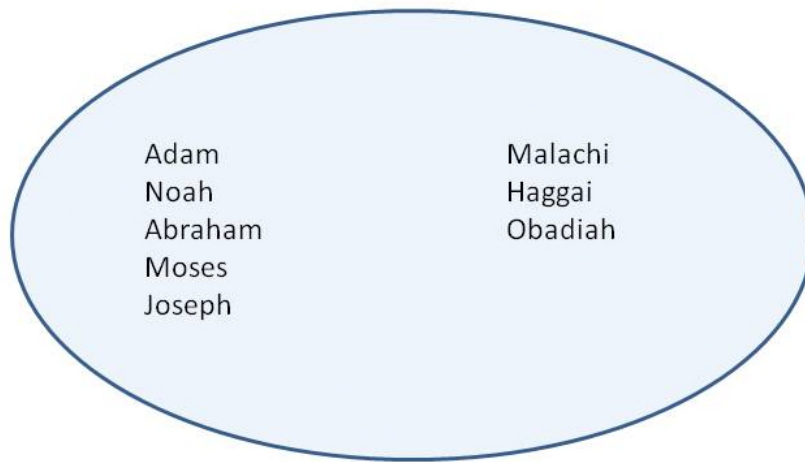 Adam
Noah
Abraham
Moses
Joseph
Malachi
Haggai
Obadiah